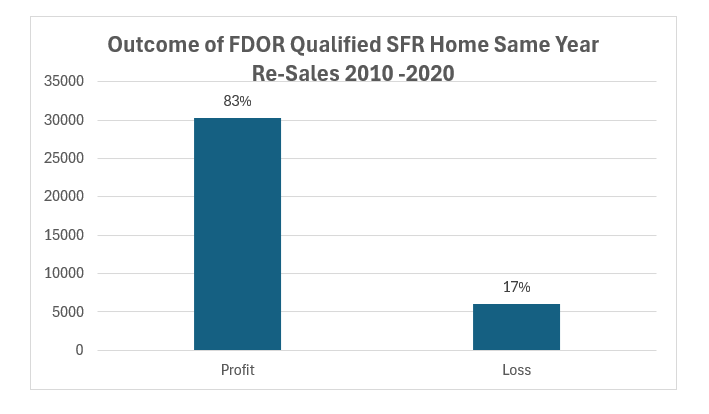 Outcome of FDOR Qualified SFR Home Same Year
Re-Sales 2010 -2020
35000
30000
25000
20000
15000
10000
5000
0
83%
17%
Profit
Loss